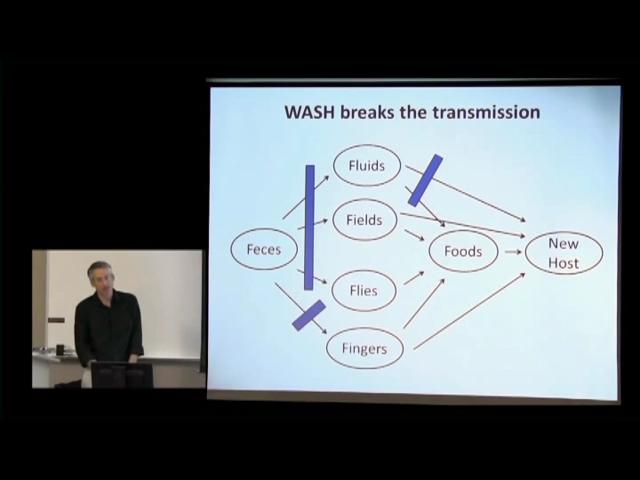 WASH breaks the transmission
Fluids
Fields
Feces
Foods
New
Host
Flies
Fingers